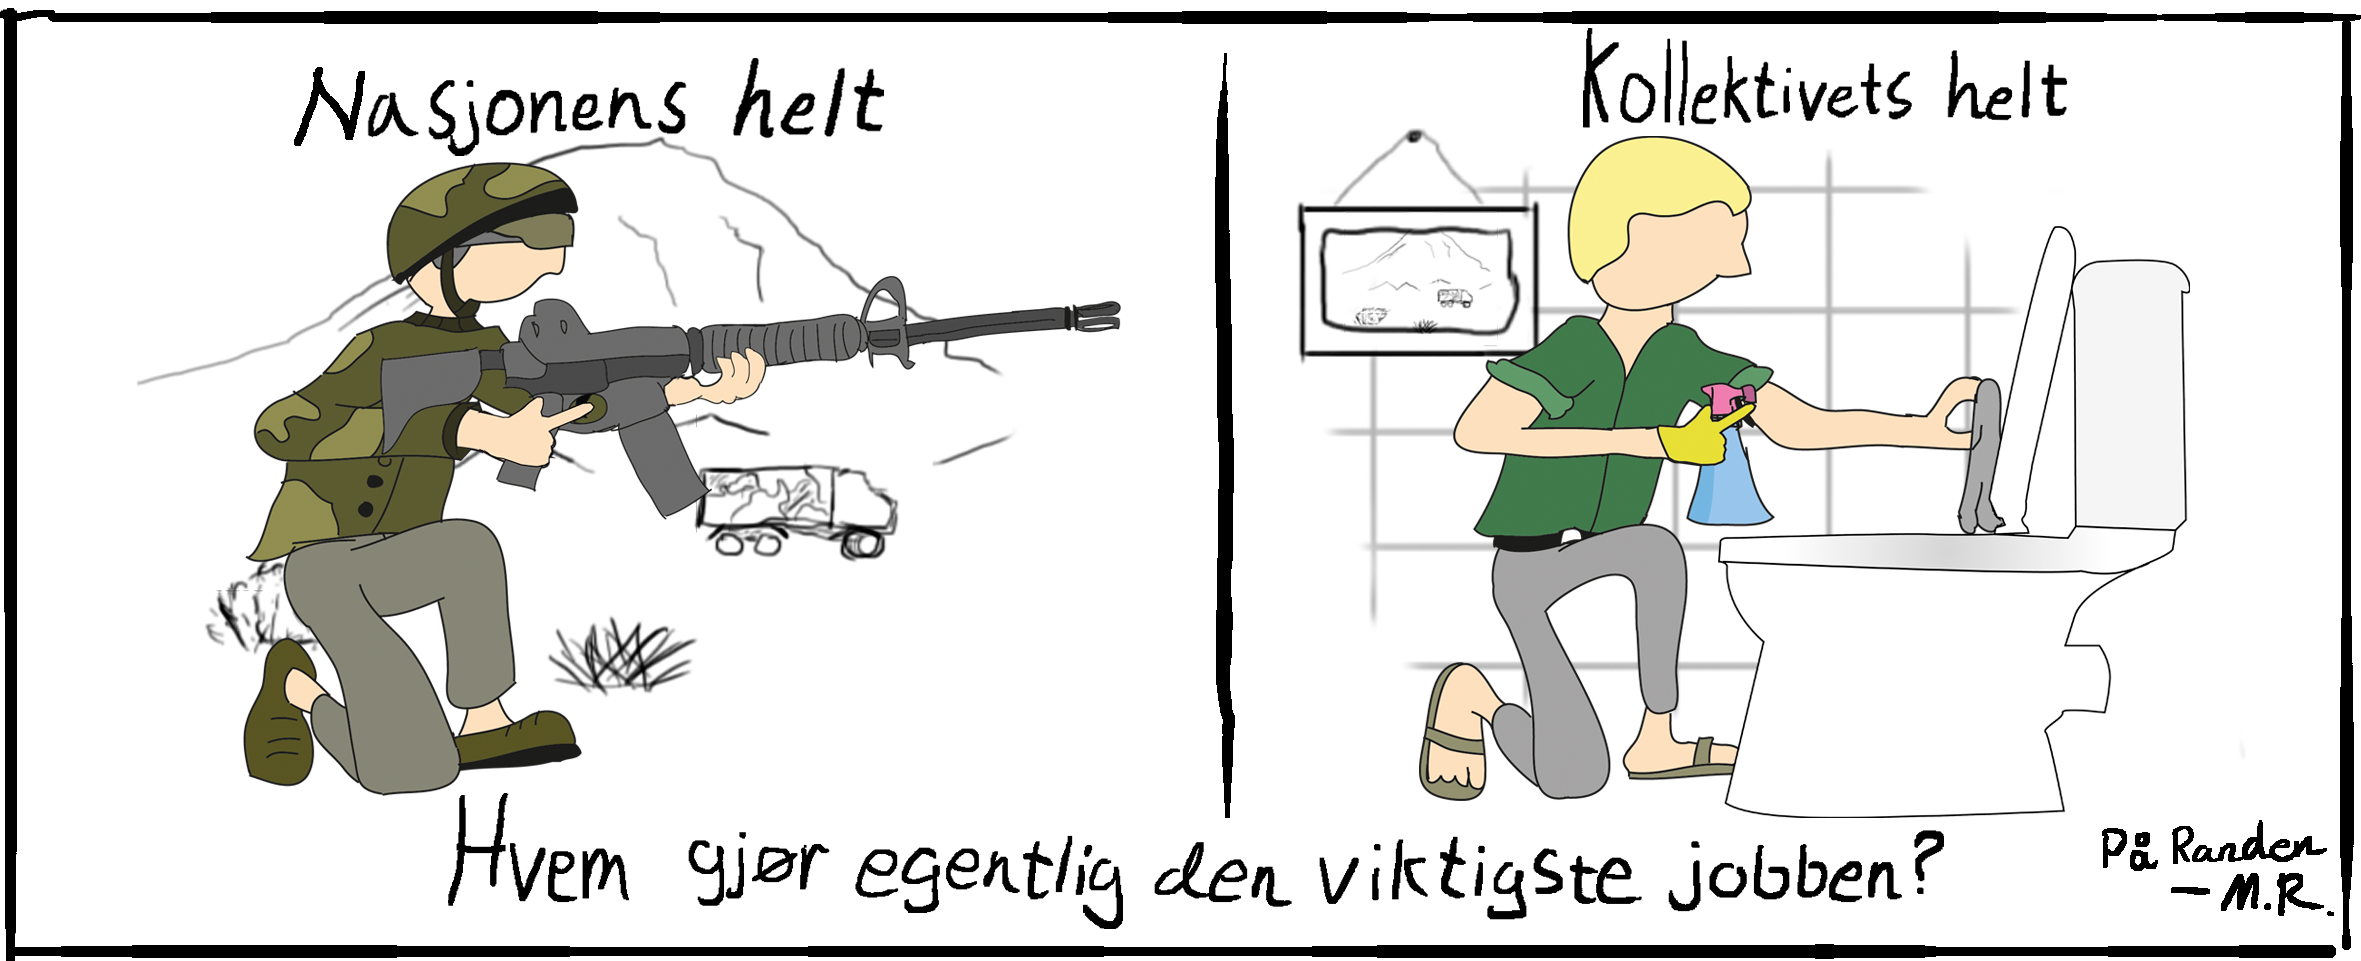 Nasjonens helt
Kollektivets helt
Hvem gjør egentlig den viktigste jobben?
På Randen
- M.R.